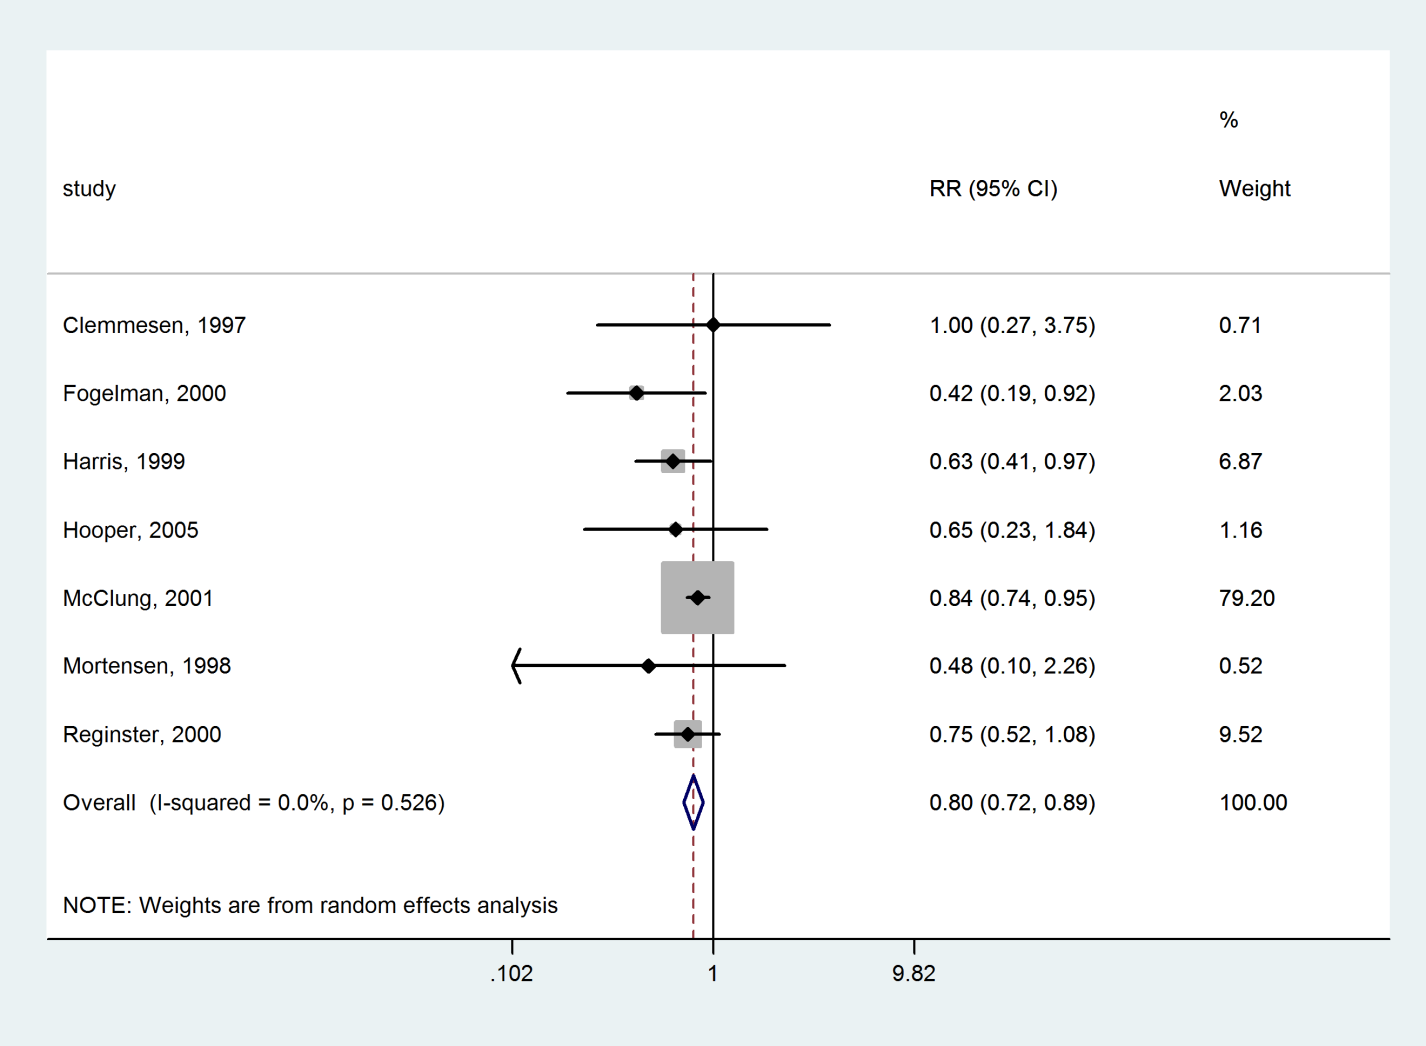 %
study RR (95% CI) Weight
Clemmesen, 1997 1.00 (0.27, 3.75) 0.71
Fogelman, 2000 0.42 (0.19, 0.92) 2.03
Harris, 1999 0.63 (0.41, 0.97) 6.87
Hooper, 2005 0.65 (0.23, 1.84) 1.16
McClung, 2001 0.84 (0.74, 0.95) 79.20
Mortensen, 1998 0.48 (0.10, 2.26) 0.52
Reginster, 2000 0.75 (0.52, 1.08) 9.52
Overall (I-squared = 0.0%, p = 0.526) 0.80 (0.72, 0.89) 100.00
NOTE: Weights are from random effects analysis
.102 1 9.82